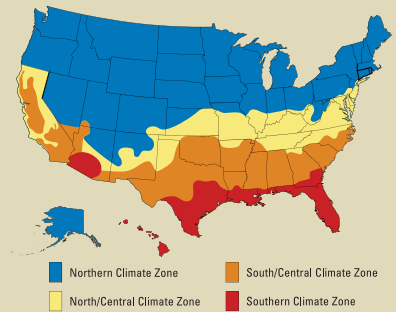 Northern Climate Zone
South/Central Climate Zone
North/Central Climate Zone
Southern Climate Zone